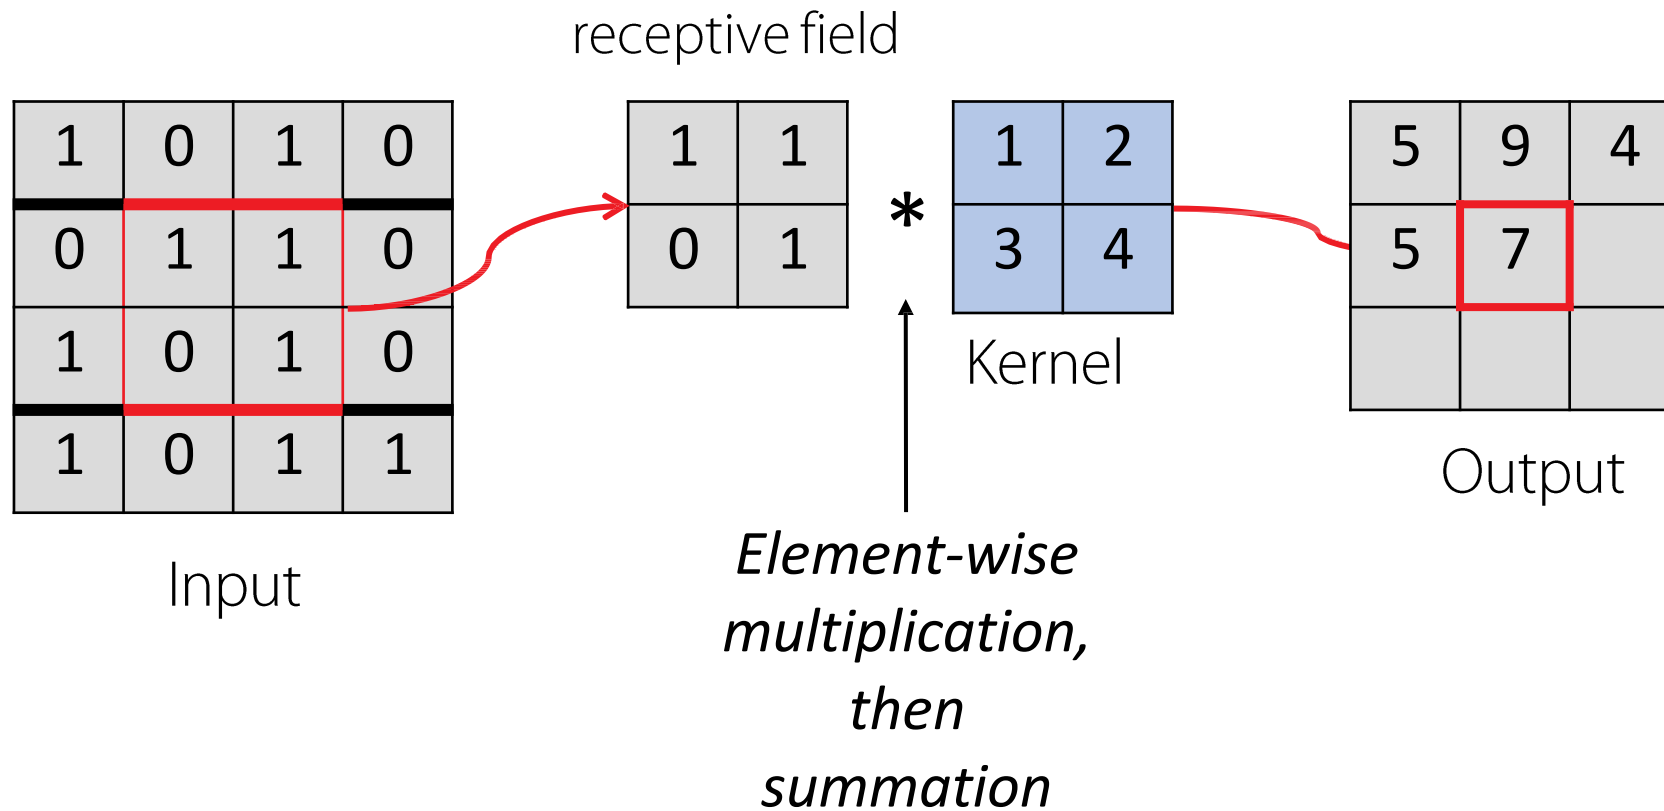 receptive field
1 0 1 0
0 1 1 0
1 0 1 0
1 0 1 1
Input
1 1
0 1
*
1 2
3 4
Kernel
Element-wise
multiplication,
then
summation
5 9 4
5 7
Output